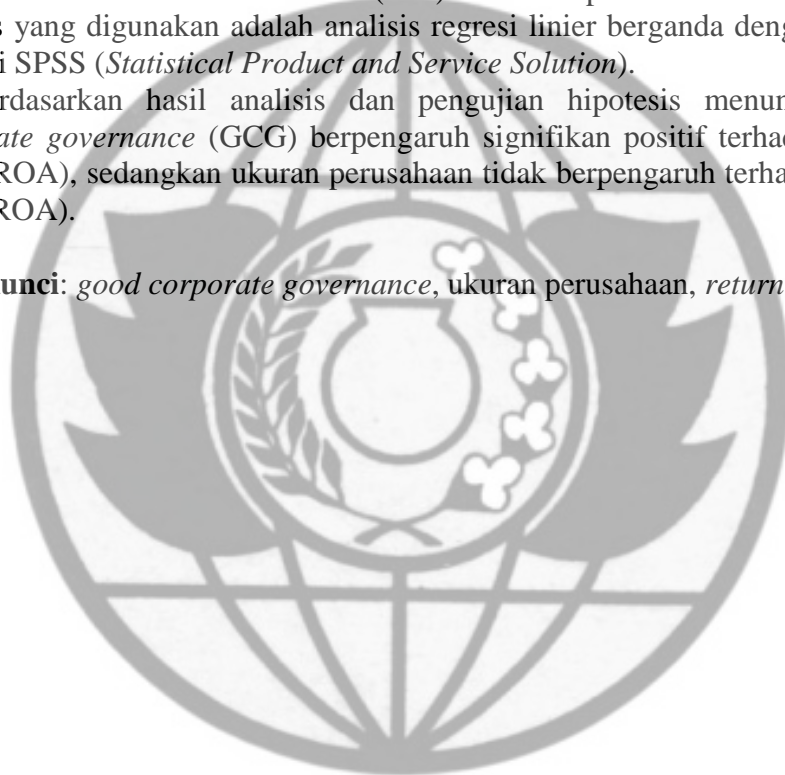 s yang digunakan adalah analisis regresi linier berganda deng
i SPSS (Statistical Product and Service Solution).
rdasarkan hasil analisis dan pengujian hipotesis menun
ate governance (GCG) berpengaruh signifikan positif terhad
ROA), sedangkan ukuran perusahaan tidak berpengaruh terha
ROA).
unci: good corporate governance, ukuran perusahaan, return